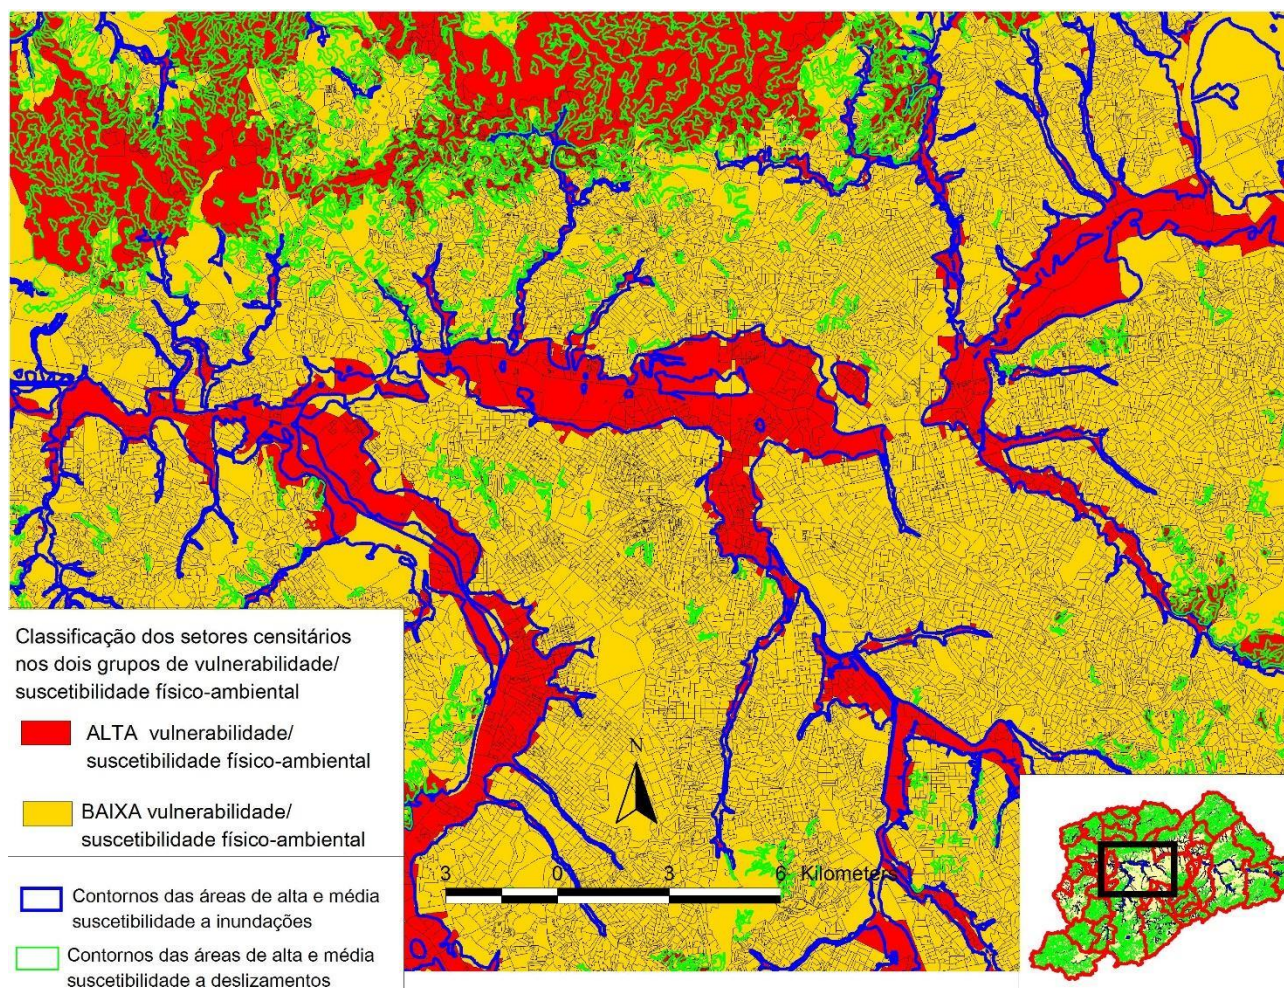 Classificação dos setores censitários
nos dois grupos de vulnerabilidade/
suscetibilidade físico-ambiental
ALTA vulnerabilidade/
suscetibilidade físico-ambiental
BAIXA vulnerabilidade/
suscetibilidade físico-ambiental
Contornos das áreas de alta e média
suscetibilidade a inundações
Contornos das áreas de alta e média
suscetibilidade a deslizamentos
N
3 0 3 6 Kilometers